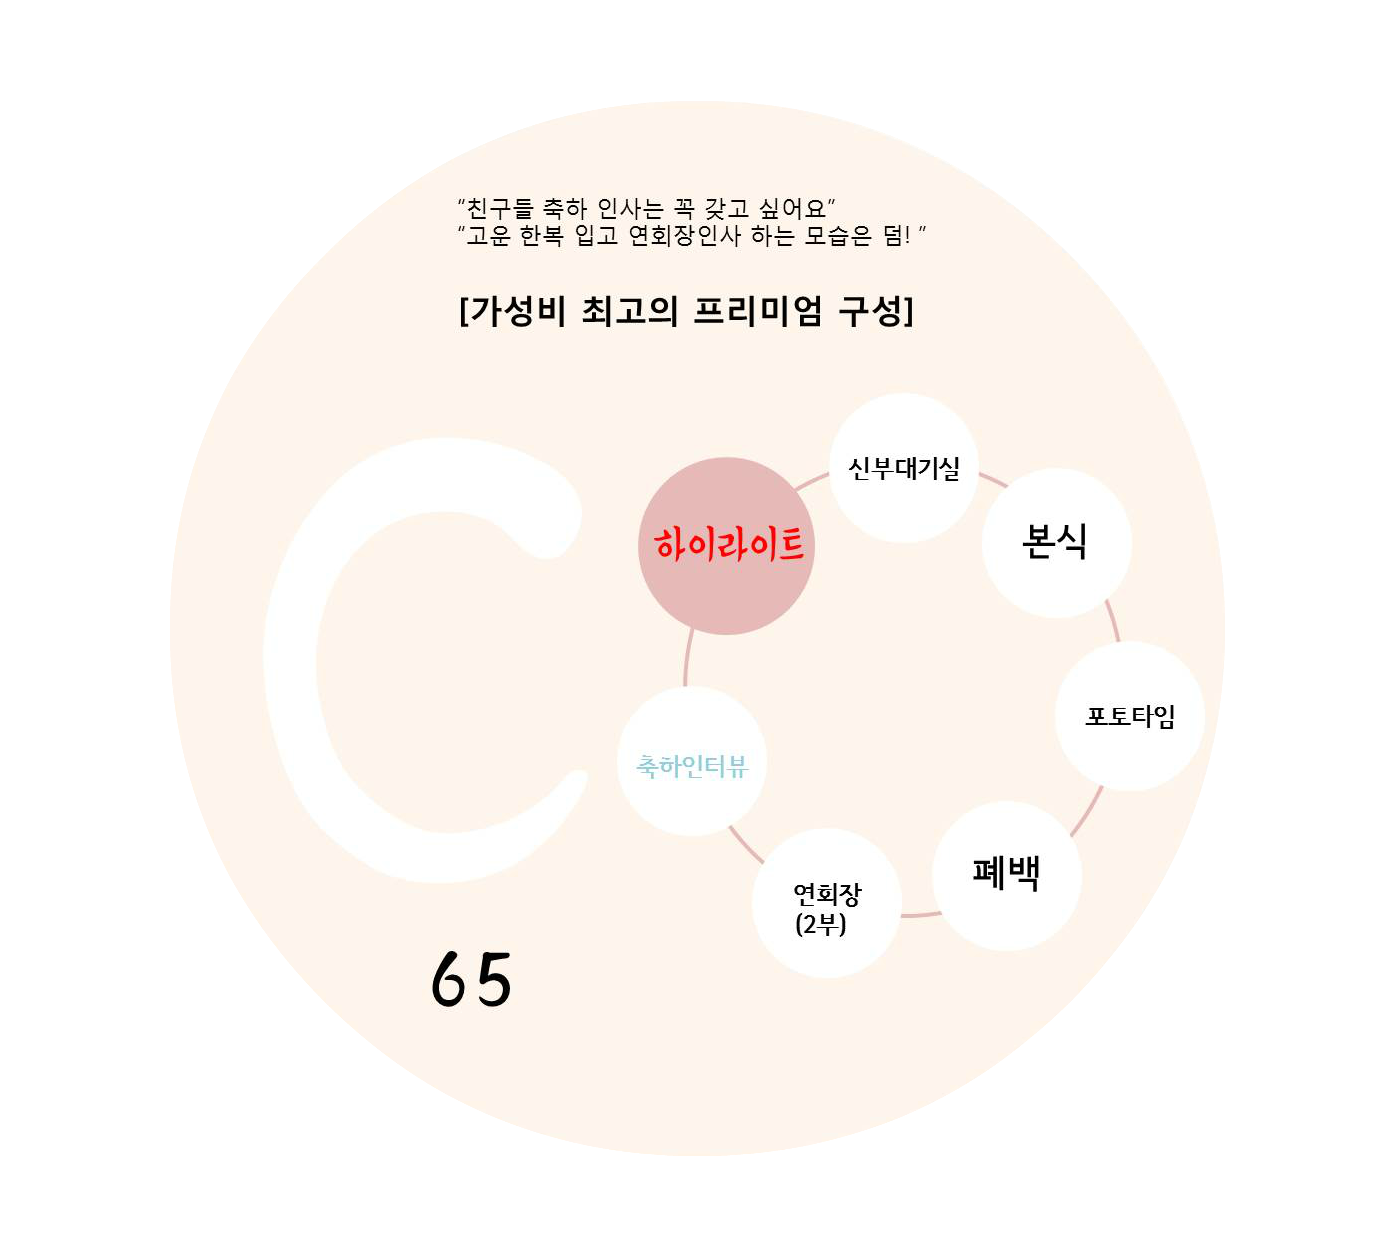 "친구들 축하 인사는 꼭 갖고 싶어요"
"고운 한복 입고 연회장인사 하는 모습은 덤! "
[가성비 최고의 프리미엄 구성]
C
하이라이트
신부대기실
본식
포토타임
폐백
연회장
(2부)
축하인터뷰
65